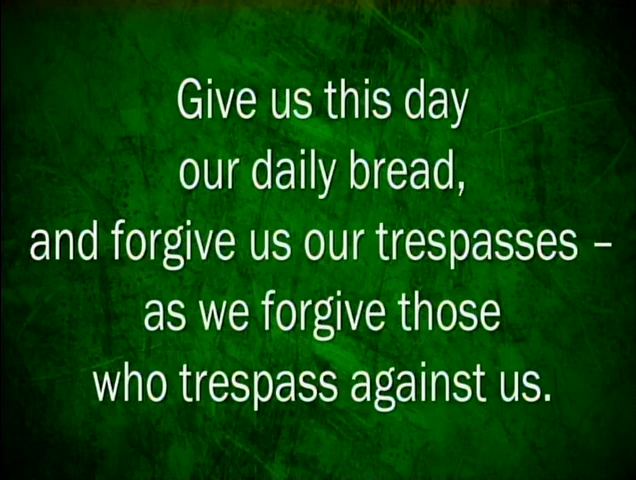 Give us this day
our daily bread,
and forgive us our trespasses –
as we forgive those
who trespass against us.